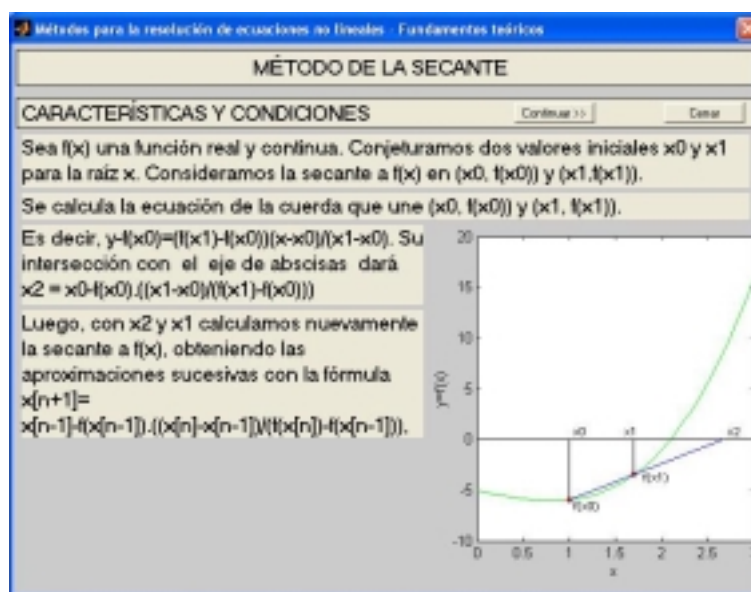 Métodos para la resolución de ecuaciones no lineales - Fundamentos teóricos
MÉTODO DE LA SECANTE
CARACTERÍSTICAS Y CONDICIONES
Continuar >>
Cerrar
Sea f(x) una función real y continua. Conjeturamos dos valores iniciales x0 y x1
para la raíz x. Consideramos la secante a f(x) en (x0, f(x0)) y (x1,f(x1)).
Se calcula la ecuación de la cuerda que une (x0, f(x0)) y (x1, f(x1)).
Es decir, y-f(x0)=(f(x1)-f(x0))(x-x0)/(x1-x0). Su
intersección con el eje de abscisas dará
x2 = x0-f(x0).((x1-x0)/(f(x1)-f(x0)))
Luego, con x2 y x1 calculamos nuevamente
la secante a f(x), obteniendo las
aproximaciones sucesivas con la fórmula
x[n+1]=
x[n-1]-f(x[n-1]).((x[n]-x[n-1])/(f(x[n])-f(x[n-1]))).
20
15
10
5
0
-5
-10
y=f(x)
x0 x1 x2
f(x1)
f(x0)
0 0.5 1 1.5 2 2.5 3
x